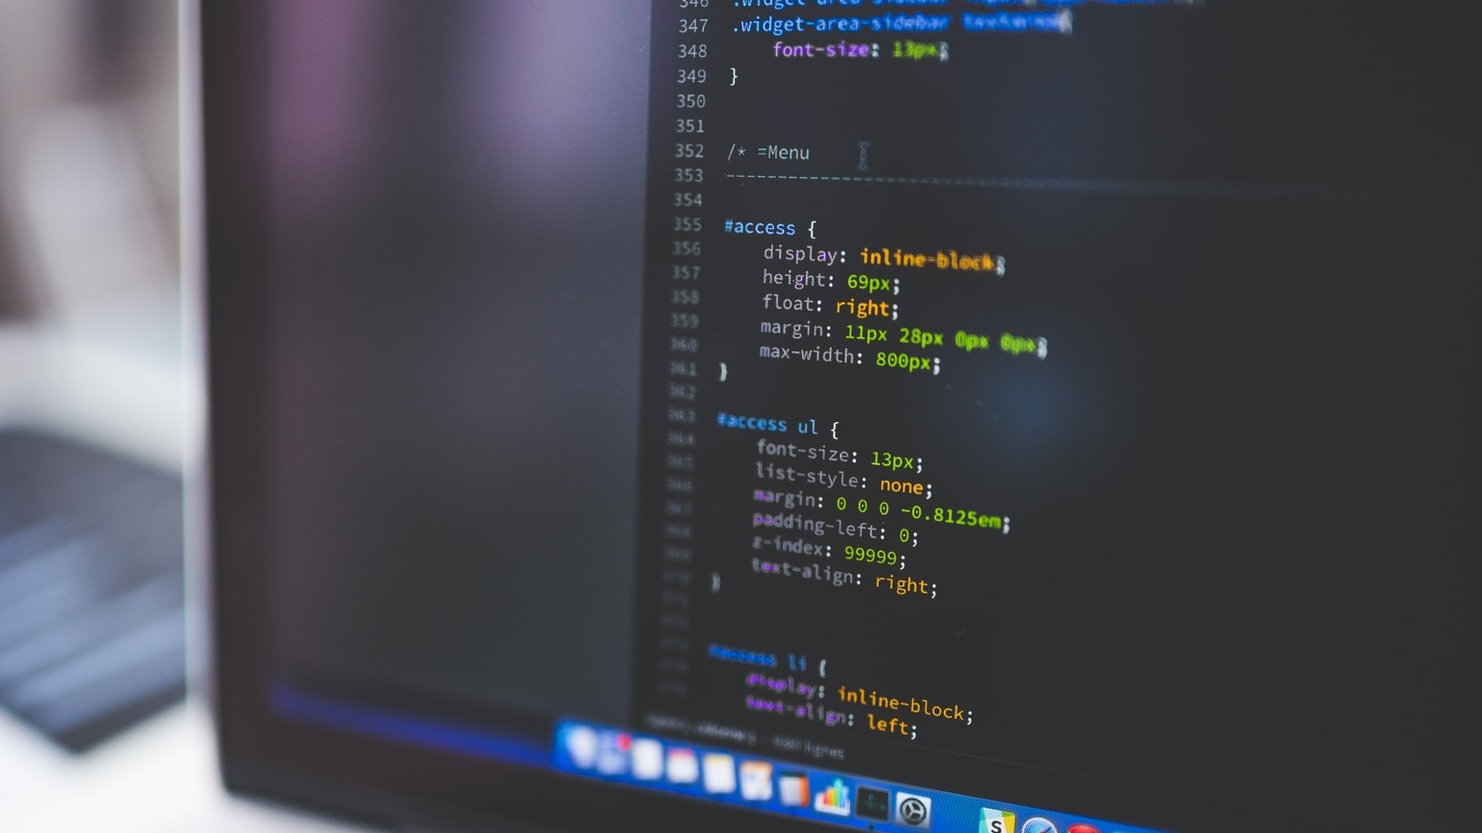 346
347 .widget-area-sidebar
348 font-size: 13px;
349 }
350
351
352 /* =Menu
353 --------------------------------
354
355 #access {
356 display: inline-block;
357 height: 69px;
358 float: right;
359 margin: 11px 28px 0px 0px;
360 max-width: 800px;
361 }
362
363 #access ul {
364 font-size: 13px;
365 list-style: none;
366 margin: 0 0 0 -0.8125em;
367 padding-left: 0;
368 z-index: 99999;
369 text-align: right;
370 }
#access li {
display: inline-block;
text-align: left;
S